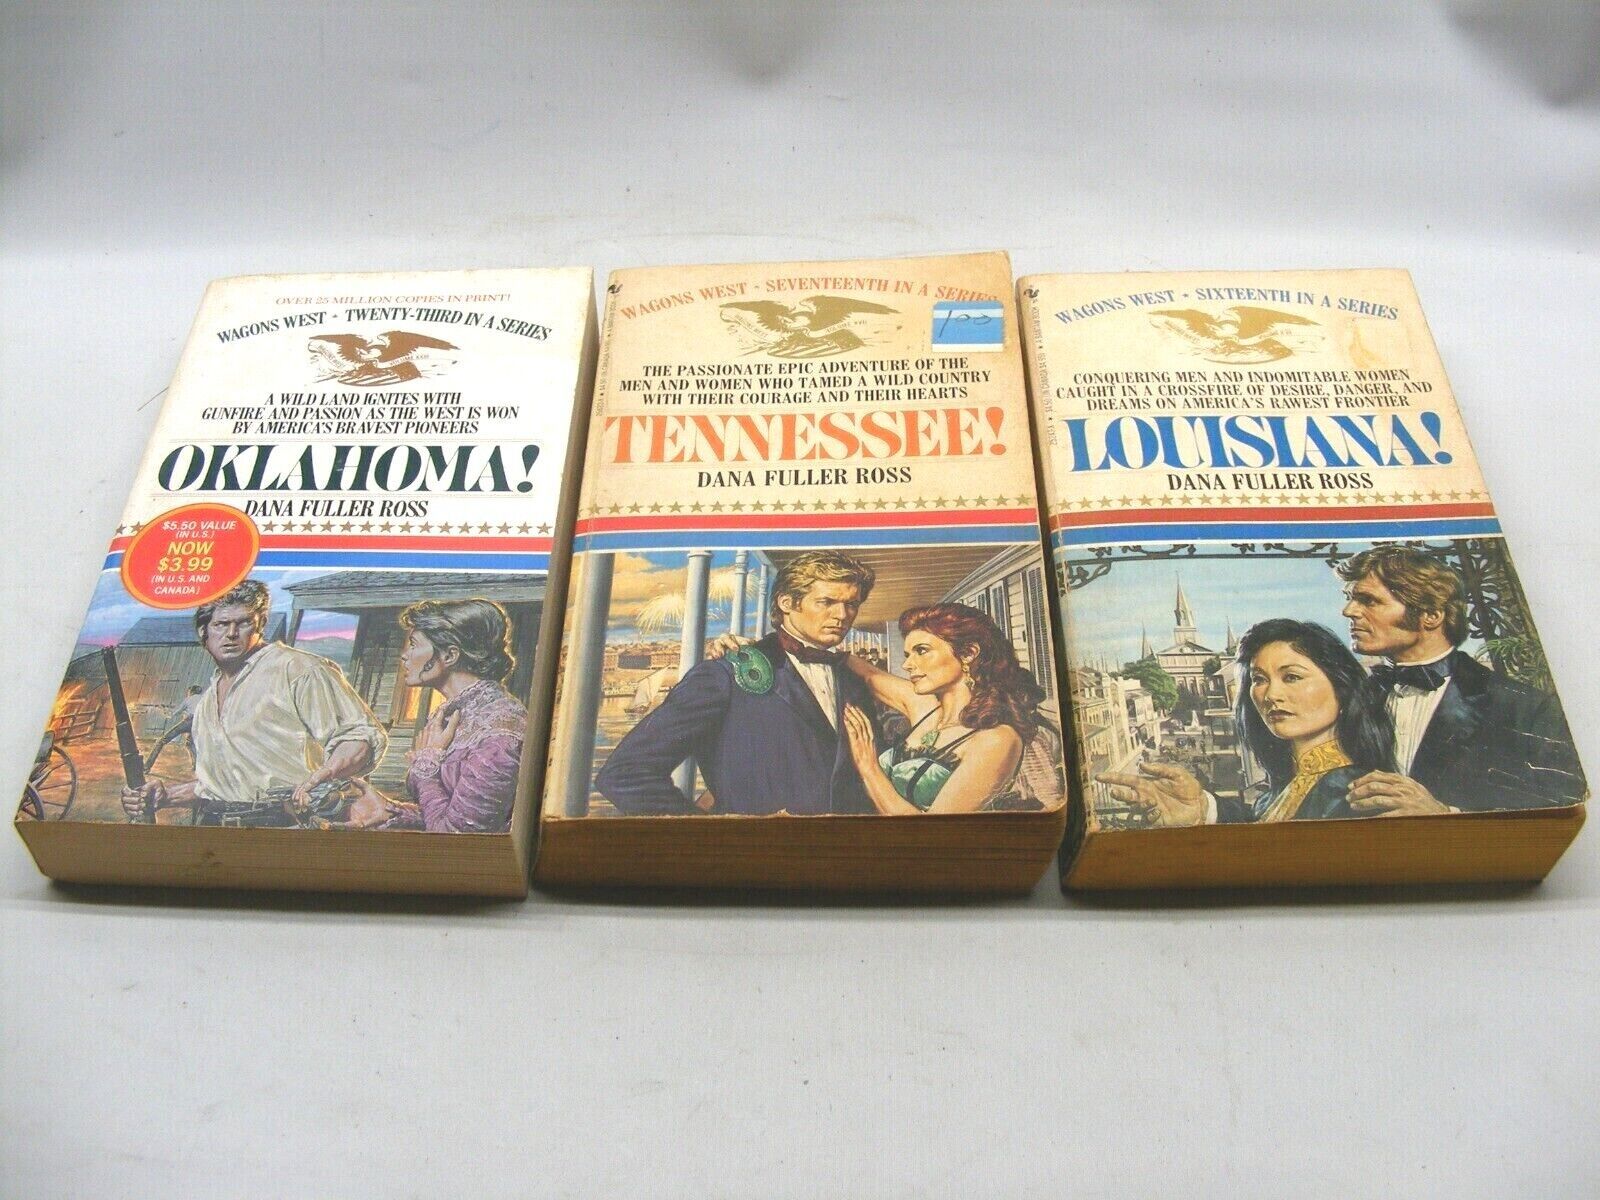 OVER 25 MILLION COPIES IN PRINT!
WAGONS WEST ★ TWENTY-THIRD IN A SERIES
A WILD LAND IGNITES WITH
GUNFIRE AND PASSION AS THE WEST IS WON
BY AMERICA'S BRAVEST PIONEERS
OKLAHOMA!
DANA FULLER ROSS
$5.50 VALUE
(IN U.S.)
NOW
$3.99
(IN U.S. AND
CANADA)
WAGONS WEST ★ SEVENTEENTH IN A SERIES
100
THE PASSIONATE EPIC ADVENTURE OF THE
MEN AND WOMEN WHO TAMED A WILD COUNTRY
WITH THEIR COURAGE AND THEIR HEARTS
TENNESSEE!
DANA FULLER ROSS
WAGONS WEST ★ SIXTEENTH IN A SERIES
CONQUERING MEN AND INDOMITABLE WOMEN
CAUGHT IN A CROSSFIRE OF DESIRE, DANGER, AND
DREAMS ON AMERICA'S RAWEST FRONTIER
LOUISIANA!
DANA FULLER ROSS